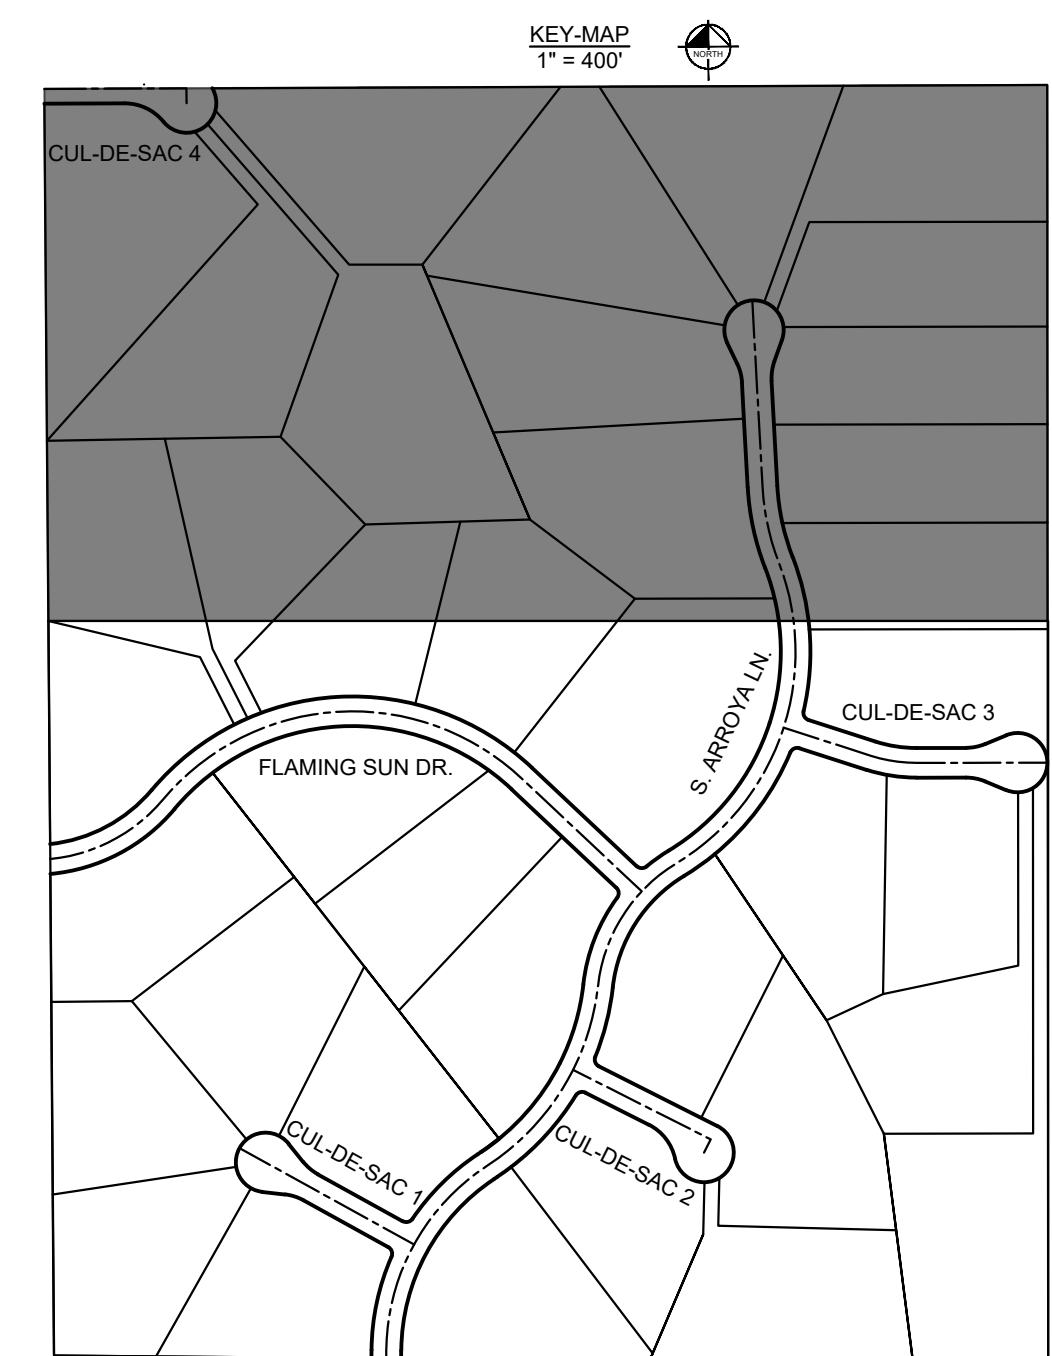 KEY-MAP
1" = 400'
NORTH
CUL-DE-SAC 4
S. ARROYA LN.
CUL-DE-SAC 3
FLAMING SUN DR.
CUL-DE-SAC 1
CUL-DE-SAC 2